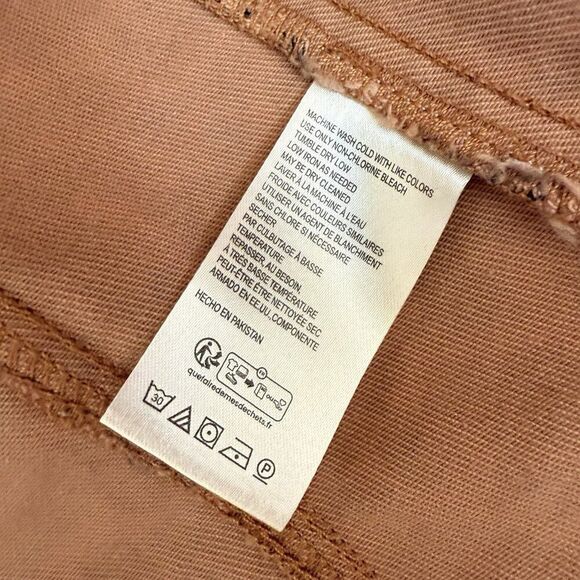 MACHINE WASH COLD WITH LIKE COLORS
USE ONLY NON-CHLORINE BLEACH
TUMBLE DRY LOW
LOW IRON AS NEEDED
MAY BE DRY CLEANED
LAVER À LA MACHINE À L'EAU
FROIDE AVEC COULEURS SIMILAIRES
UTILISER UN AGENT DE BLANCHIMENT
SANS CHLORE SI NÉCESSAIRE
SECHER
PAR CULBUTAGE À BASSE
TEMPÉRATURE
REPASSER, AU BESOIN,
À TRÈS BASSE TEMPÉRATURE
PEUT-ÊTRE ÊTRE NETTOYÉE SEC
ARMADO EN EE.UU, COMPONENTE
HECHO EN PAKISTAN
FR
OU
quefairedemesdechets.fr
30
P